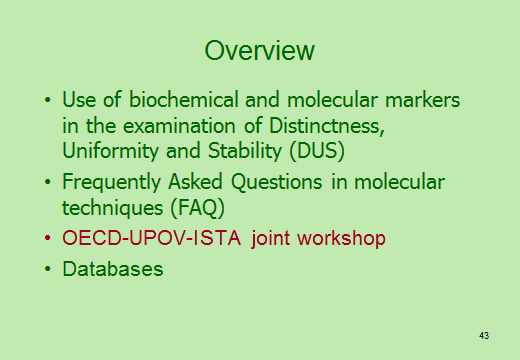 Overview
• Use of biochemical and molecular markers
in the examination of Distinctness,
Uniformity and Stability (DUS)
• Frequently Asked Questions in molecular
techniques (FAQ)
• OECD-UPOV-ISTA joint workshop
• Databases
43